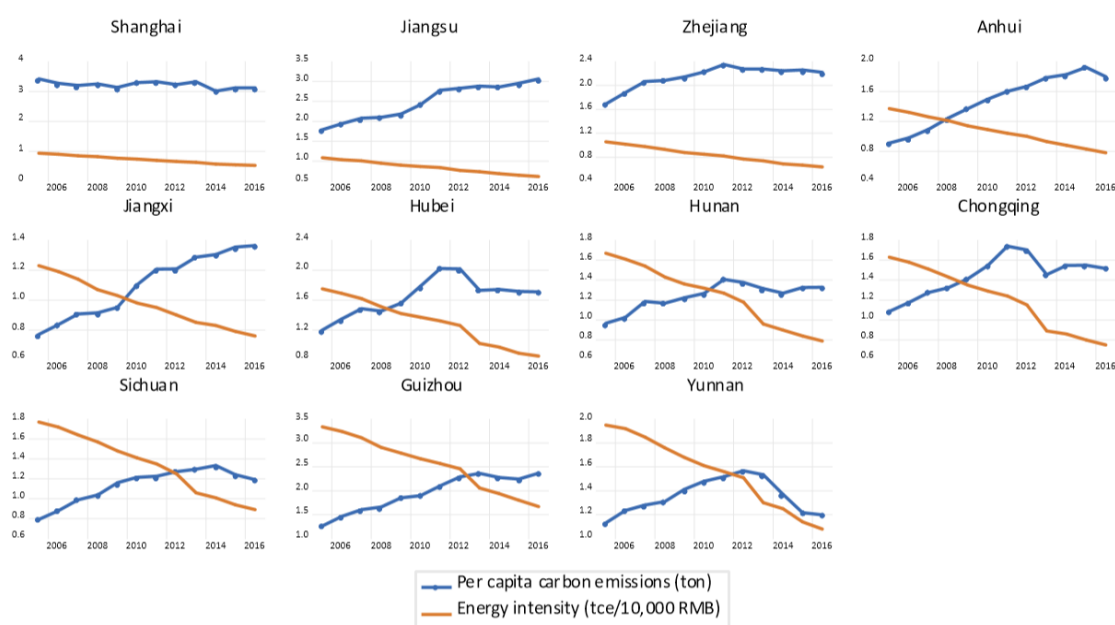 Shanghai Jiangsu Zhejiang Anhui
4 3.5 2.4 2.0
3 3.0 2.0 1.6
2.5
2 2.0 1.6 1.2
1.5 1.2
1 1.0 0.8 0.8
0 0.5 0.4 0.4
2006 2008 2010 2012 2014 2016 2006 2008 2010 2012 2014 2016 2006 2008 2010 2012 2014 2016 2006 2008 2010 2012 2014 2016
Jiangxi Hubei Hunan Chongqing
1.4 2.4 1.8 1.8
1.6 1.6
1.2 2.0 1.4 1.4
1.0 1.6 1.2 1.2
0.8 1.2 1.0 1.0
0.8 0.8
0.6 0.8 0.6 0.6
2006 2008 2010 2012 2014 2016 2006 2008 2010 2012 2014 2016 2006 2008 2010 2012 2014 2016 2006 2008 2010 2012 2014 2016
Sichuan Guizhou Yunnan
1.8 3.5 2.0
1.6 3.0 1.8
1.4 2.5 1.6
1.2
1.0 2.0 1.4
0.8 1.5 1.2
0.6 1.0 1.0
2006 2008 2010 2012 2014 2016 2006 2008 2010 2012 2014 2016 2006 2008 2010 2012 2014 2016
Per capita carbon emissions (ton)
Energy intensity (tce/10,000 RMB)